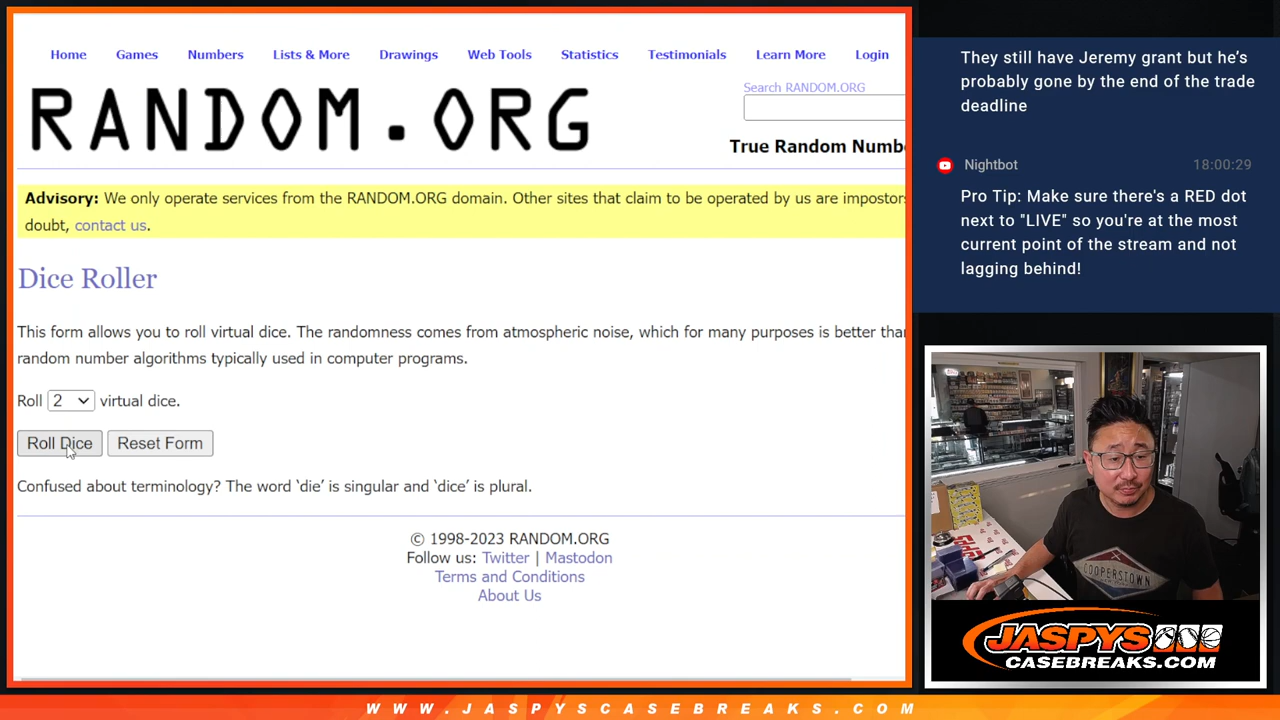 Home Games Numbers Lists & More Drawings Web Tools Statistics Testimonials Learn More Login
RANDOM.ORG
Search RANDOM.ORG
True Random Numb
Advisory: We only operate services from the RANDOM.ORG domain. Other sites that claim to be operated by us are impostors
doubt, contact us.
Dice Roller
This form allows you to roll virtual dice. The randomness comes from atmospheric noise, which for many purposes is better than
random number algorithms typically used in computer programs.
Roll 2 virtual dice.
Roll Dice Reset Form
Confused about terminology? The word ‘die’ is singular and ‘dice’ is plural.
© 1998-2023 RANDOM.ORG
Follow us: Twitter | Mastodon
Terms and Conditions
About Us
They still have Jeremy grant but he’s
probably gone by the end of the trade
deadline
Nightbot 18:00:29
Pro Tip: Make sure there's a RED dot
next to "LIVE" so you're at the most
current point of the stream and not
lagging behind!
COOPERSTOWN
JASPYS
CASEBREAKS.COM
WWW.JASPYSCASEBREAKS.COM